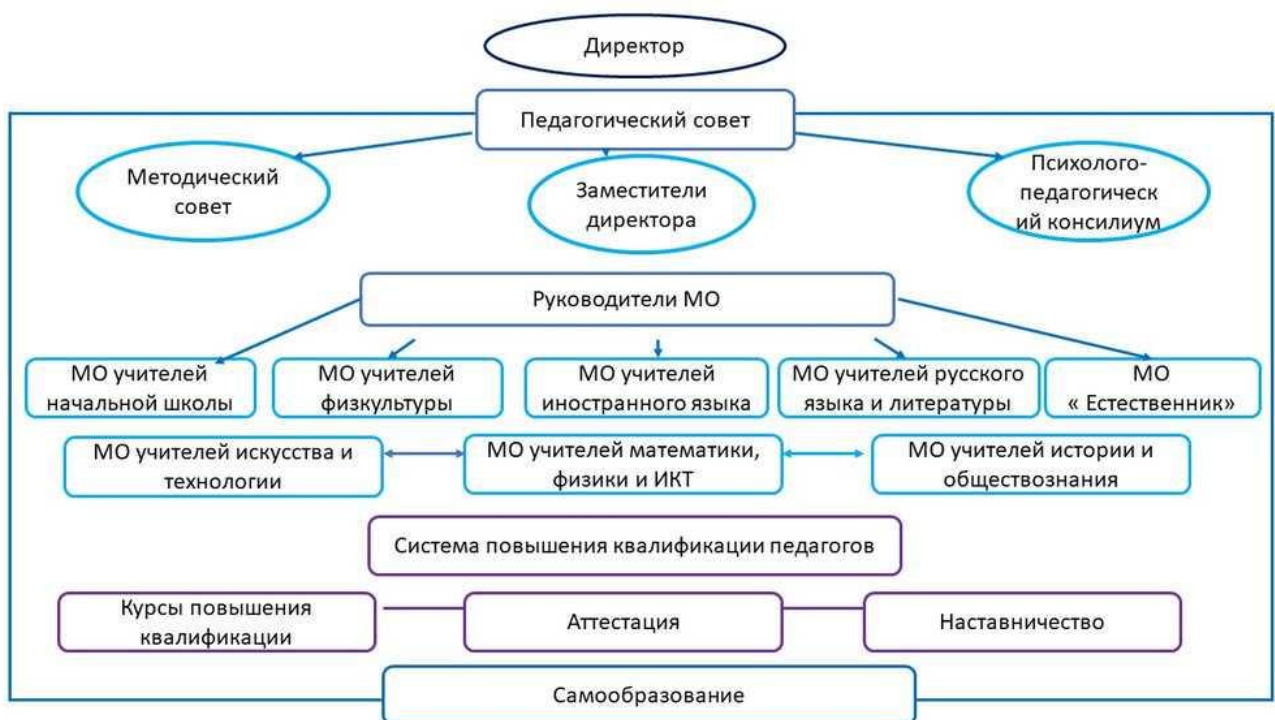 Директор
Педагогический совет
Методический
совет
Заместители
директора
Психолого-
педагогическ
ий консилиум
Руководители МО
МО учителей
начальной школы
МО учителей
физкультуры
МО учителей
иностранного языка
МО учителей русского
языка и литературы
МО
« Естественник»
МО учителей искусства и
технологии
МО учителей математики,
физики и ИКТ
МО учителей истории и
обществознания
Система повышения квалификации педагогов
Курсы повышения
квалификации
Аттестация
Наставничество
Самообразование